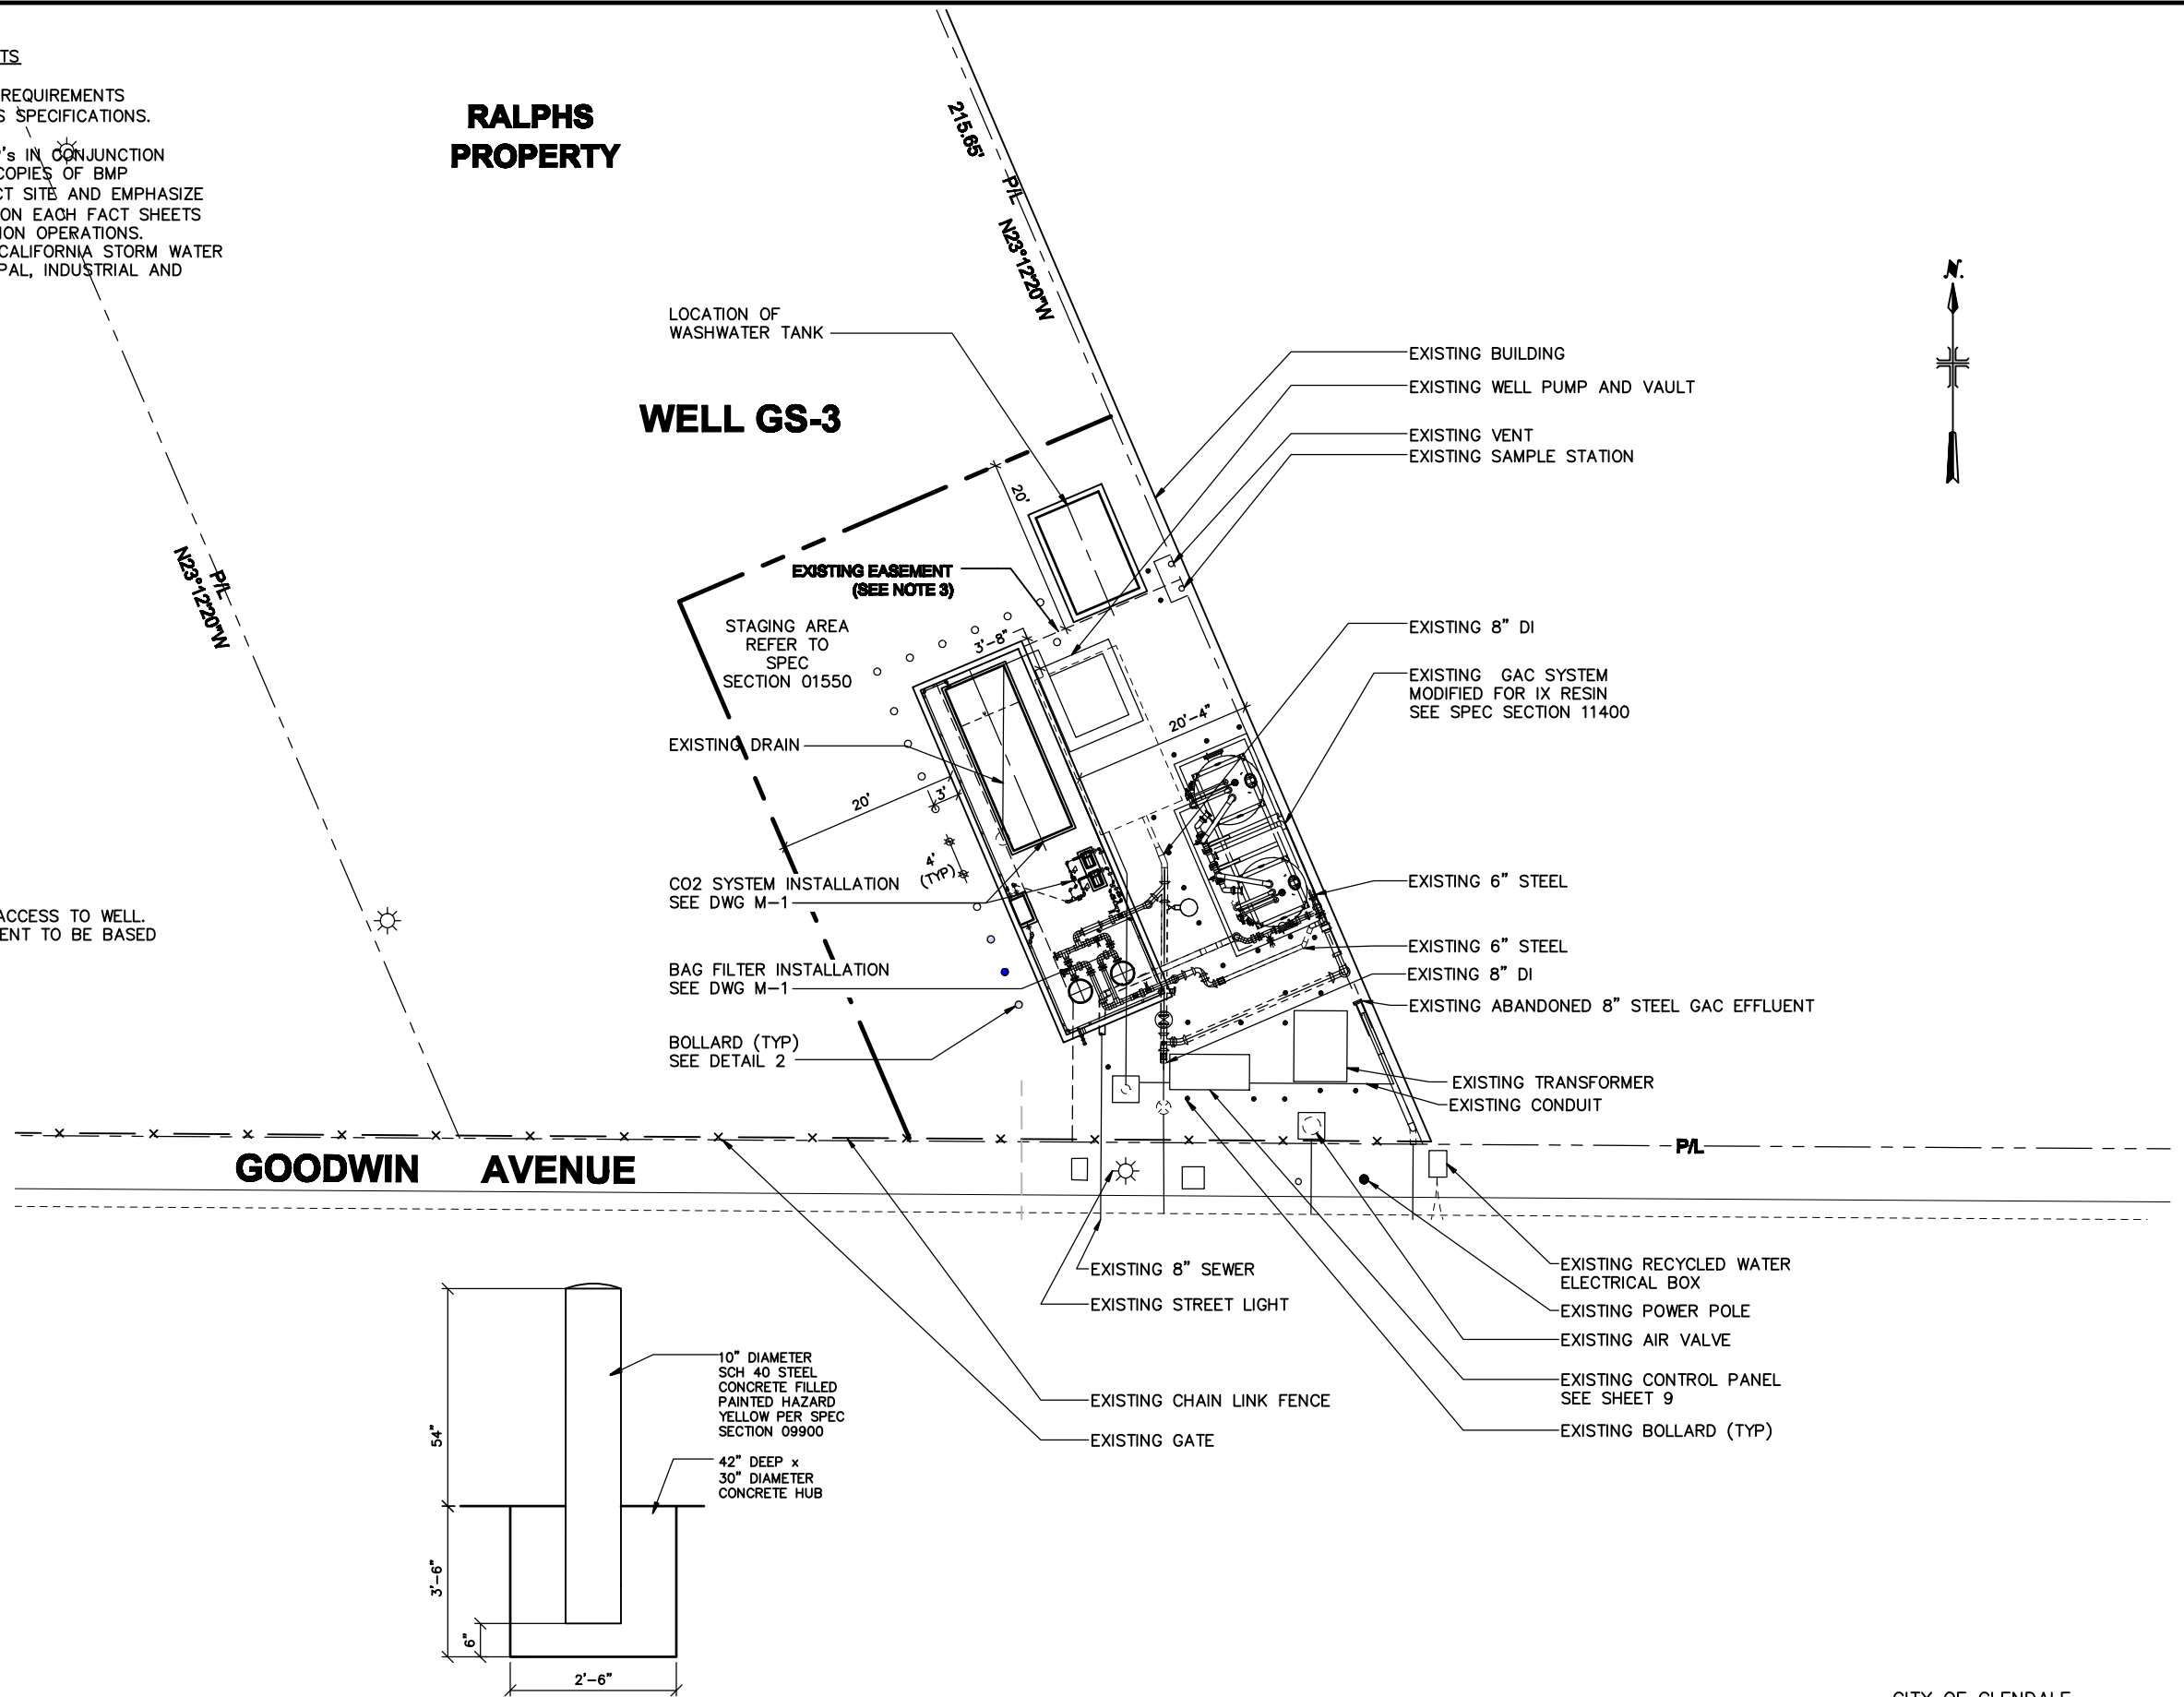 TS
REQUIREMENTS
S SPECIFICATIONS.
P's IN CONJUNCTION
COPIES OF BMP
CT SITE AND EMPHASIZE
ON EACH FACT SHEETS
ION OPERATIONS.
CALIFORNIA STORM WATER
PAL, INDUSTRIAL AND
RALPHS
PROPERTY
215.65'
P/L
N23°12'20"W
N.
LOCATION OF
WASHWATER TANK
WELL GS-3
EXISTING BUILDING
EXISTING WELL PUMP AND VAULT
EXISTING VENT
EXISTING SAMPLE STATION
20'
P/L
N23°12'20"W
EXISTING EASEMENT
(SEE NOTE 3)
STAGING AREA
REFER TO
SPEC
SECTION 01550
3'-8"
EXISTING 8" DI
EXISTING GAC SYSTEM
MODIFIED FOR IX RESIN
SEE SPEC SECTION 11400
20'-4"
EXISTING DRAIN
20'
3'
4'
(TYP)
CO2 SYSTEM INSTALLATION
SEE DWG M-1
EXISTING 6" STEEL
ACCESS TO WELL.
ENT TO BE BASED
EXISTING 6" STEEL
BAG FILTER INSTALLATION
SEE DWG M-1
EXISTING 8" DI
EXISTING ABANDONED 8" STEEL GAC EFFLUENT
BOLLARD (TYP)
SEE DETAIL 2
EXISTING TRANSFORMER
EXISTING CONDUIT
P/L
GOODWIN AVENUE
EXISTING 8" SEWER
EXISTING STREET LIGHT
EXISTING RECYCLED WATER
ELECTRICAL BOX
EXISTING POWER POLE
EXISTING AIR VALVE
EXISTING CONTROL PANEL
SEE SHEET 9
EXISTING BOLLARD (TYP)
EXISTING CHAIN LINK FENCE
EXISTING GATE
10" DIAMETER
SCH 40 STEEL
CONCRETE FILLED
PAINTED HAZARD
YELLOW PER SPEC
SECTION 09900
54"
42" DEEP x
30" DIAMETER
CONCRETE HUB
3'-6"
6"
2'-6"
CITY OF GLENDALE